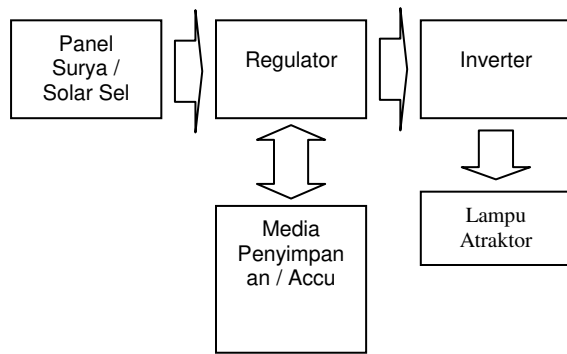 Panel
Surya /
Solar Sel
Regulator
Inverter
Media
Penyimpan
an / Accu
Lampu
Atraktor